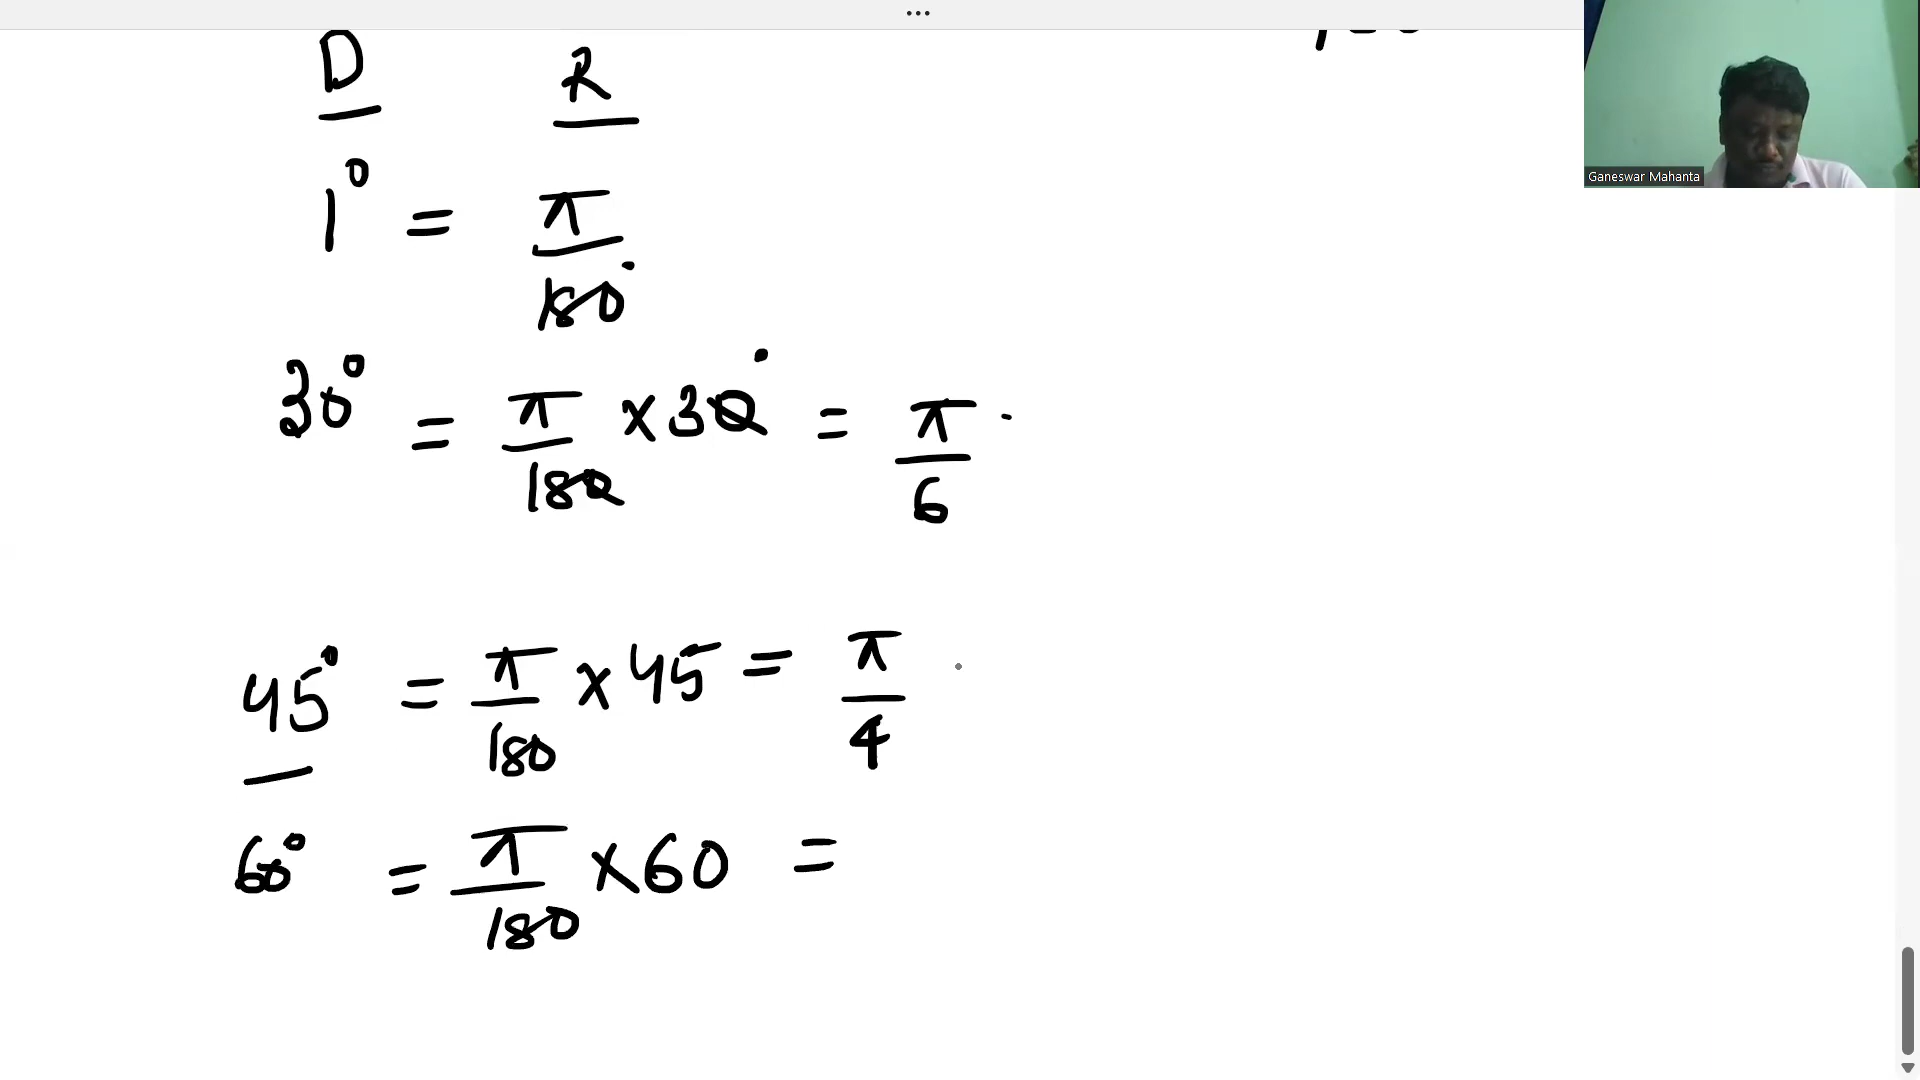 ...
D R
1° = π/180°
30° = π/180 × 30° = π/6 .
45° = π/180 × 45 = π/4
60° = π/180 × 60 =
Ganeswar Mahanta